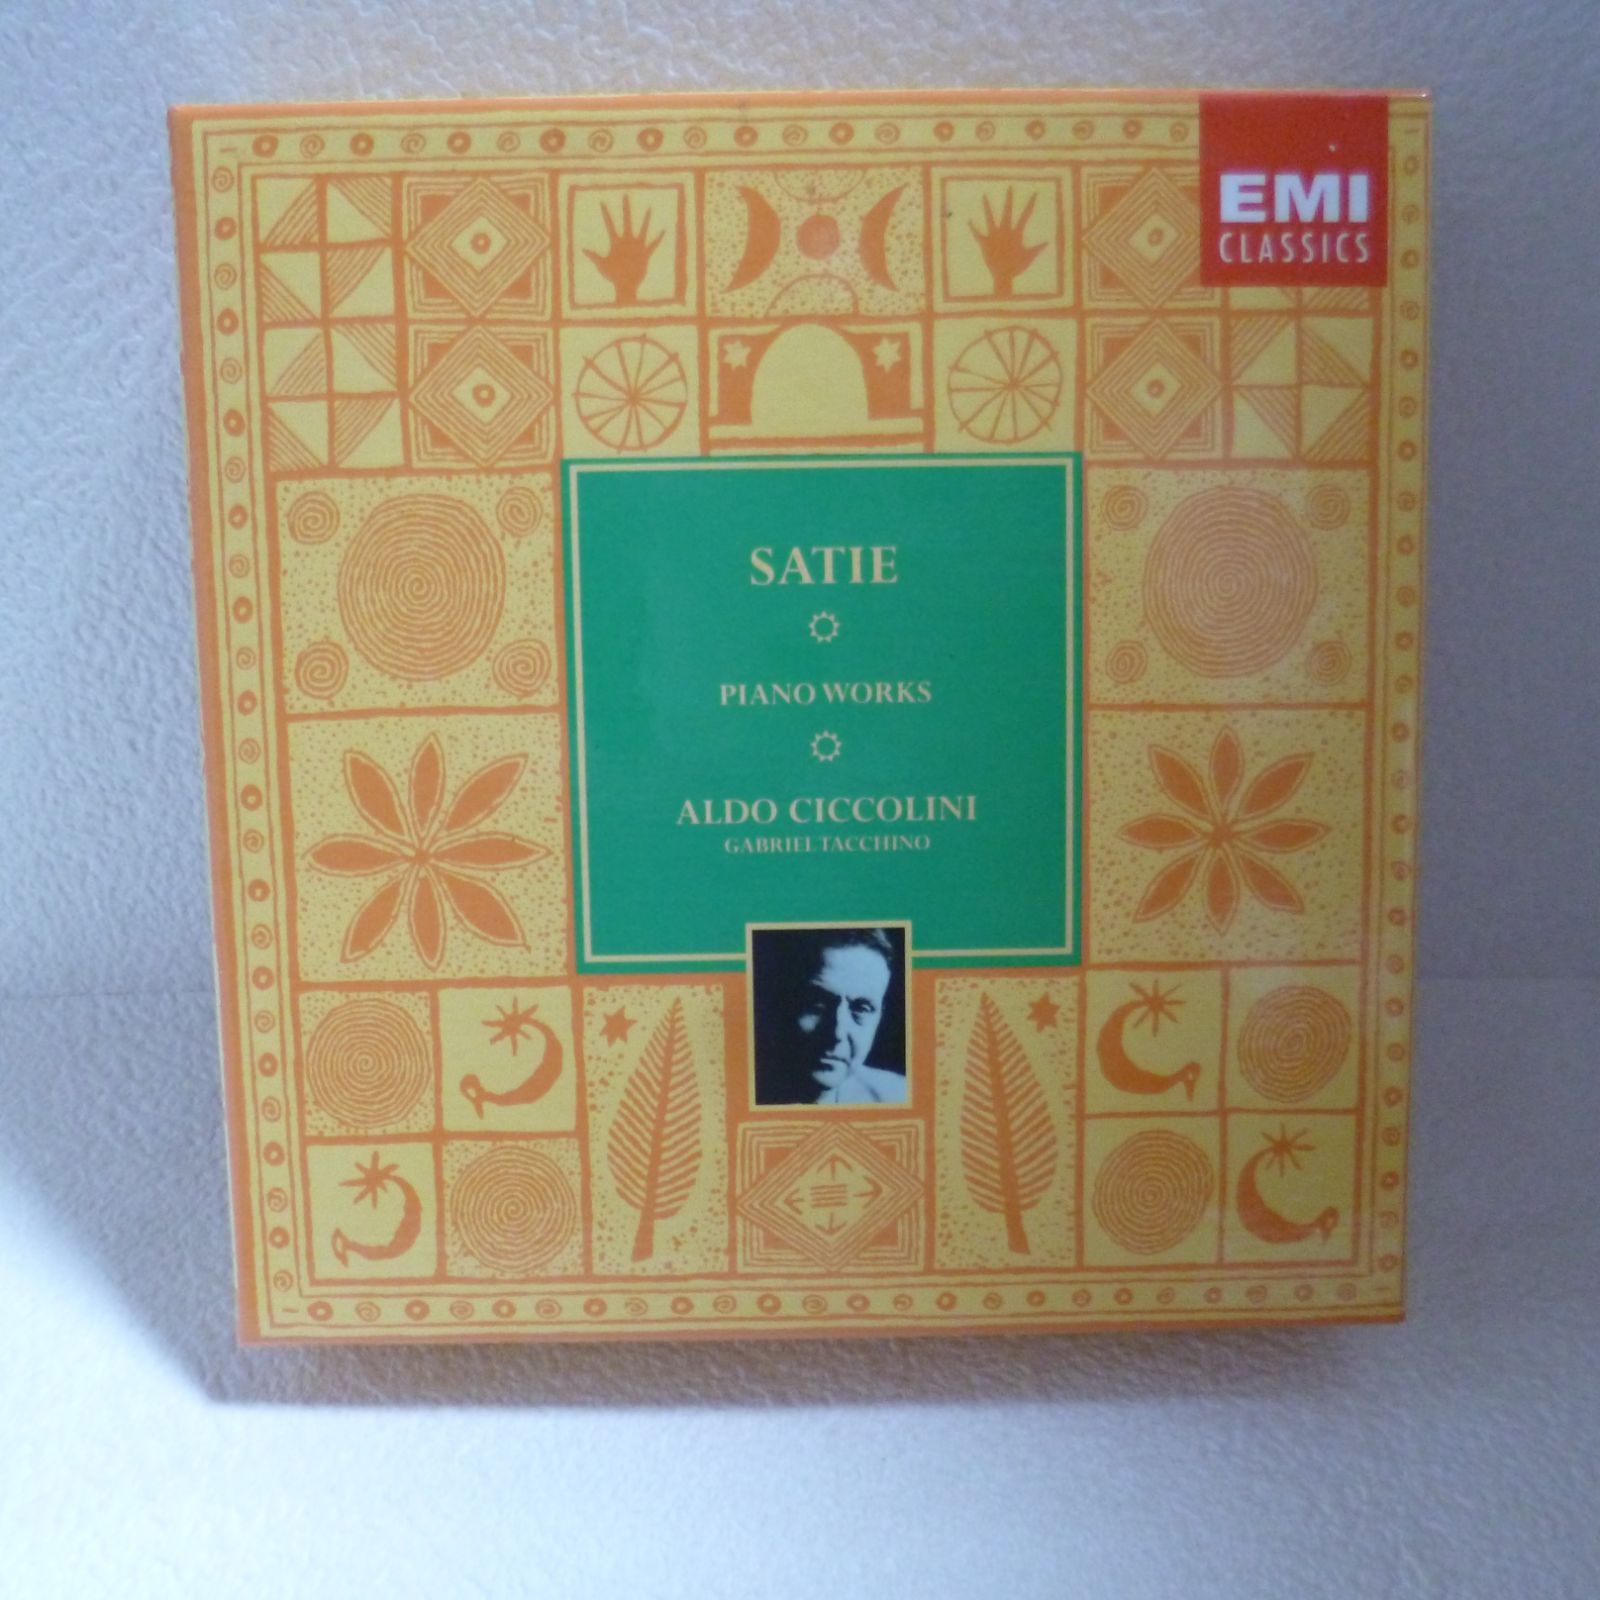 EMI
CLASSICS
SATIE
PIANO WORKS
ALDO CICCOLINI
GABRIEL TACCHINO